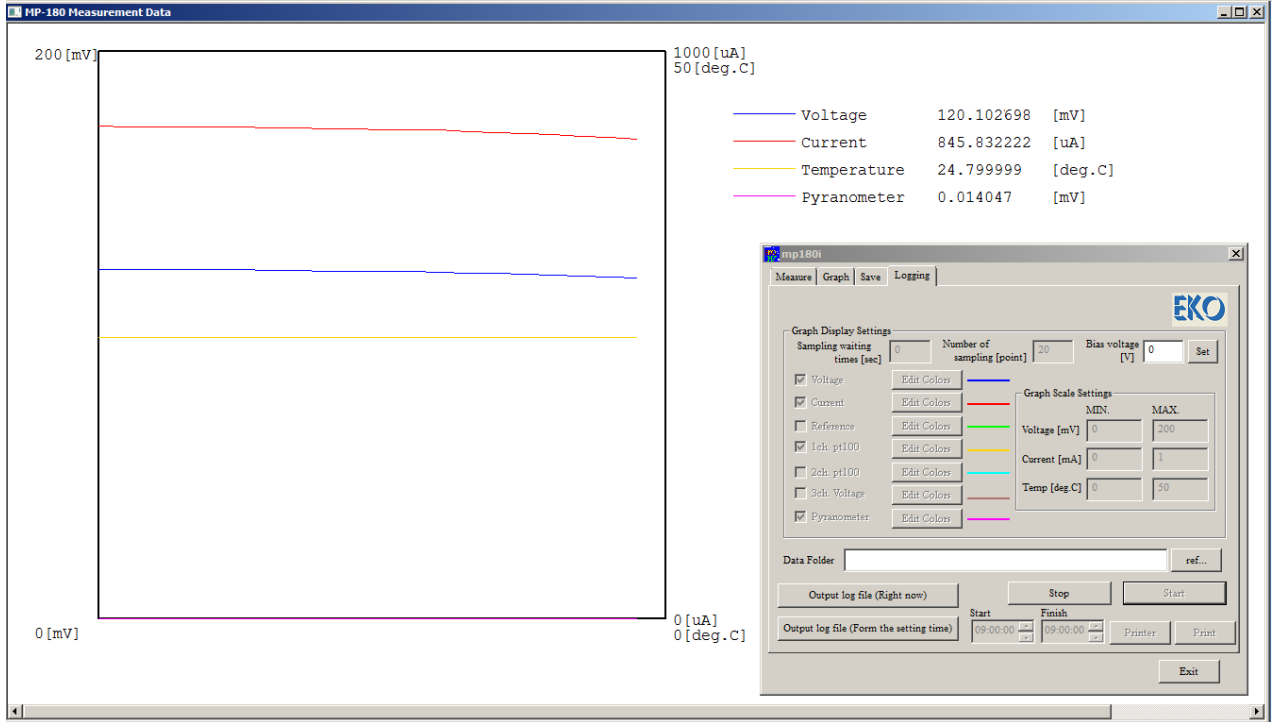 MP-180 Measurement Data
200[mV]
1000[uA]
50[deg.C]
Voltage 120.102698 [mV]
Current 845.832222 [uA]
Temperature 24.799999 [deg.C]
Pyranometer 0.014047 [mV]
0[mV]
0[uA]
0[deg.C]
mp180i
Measure Graph Save Logging
EKO
Graph Display Settings
Sampling waiting times [sec] 0 Number of sampling [point] 20 Bias voltage [V] 0 Set
Voltage Edit Colors
Current Edit Colors
Reference Edit Colors
1ch. pt100 Edit Colors
2ch. pt100 Edit Colors
3ch. Voltage Edit Colors
Pyranometer Edit Colors
Graph Scale Settings
MIN. MAX.
Voltage [mV] 0 200
Current [mA] 0 1
Temp [deg.C] 0 50
Data Folder ref...
Output log file (Right now) Stop Start
Output log file (Form the setting time)
Start Finish
09:00:00 09:00:00 Printer Print
Exit